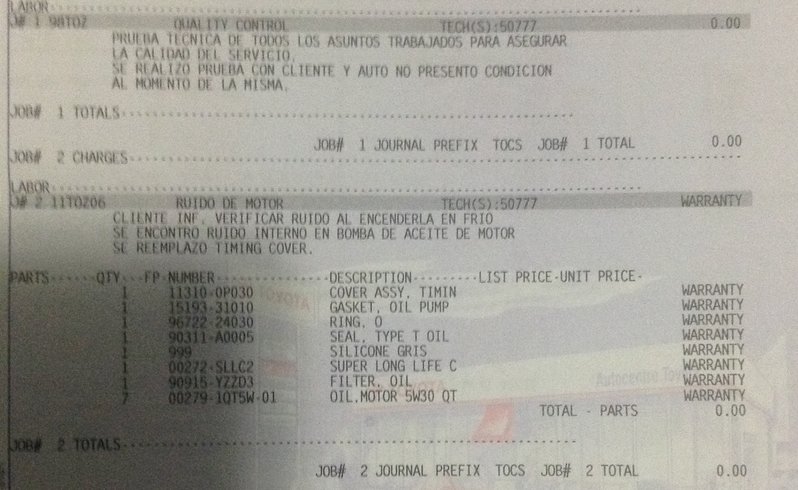 LABOR
J# 1 98TOZ QUALITY CONTROL TECH(S):50777 0.00
PRUEBA TECNICA DE TODOS LOS ASUNTOS TRABAJADOS PARA ASEGURAR
LA CALIDAD DEL SERVICIO.
SE REALIZO PRUEBA CON CLIENTE Y AUTO NO PRESENTO CONDICION
AL MOMENTO DE LA MISMA.
JOB# 1 TOTALS
JOB# 1 JOURNAL PREFIX TOCS JOB# 1 TOTAL 0.00
JOB# 2 CHARGES
LABOR
J# 2 11TOZ06 RUIDO DE MOTOR TECH(S):50777 WARRANTY
CLIENTE INF. VERIFICAR RUIDO AL ENCENDERLA EN FRIO
SE ENCONTRO RUIDO INTERNO EN BOMBA DE ACEITE DE MOTOR
SE REEMPLAZO TIMING COVER.
PARTS------QTY---FP-NUMBER---------------DESCRIPTION---------LIST PRICE-UNIT PRICE-
1 11310-0P030 COVER ASSY, TIMIN WARRANTY
1 15193-31010 GASKET, OIL PUMP WARRANTY
1 96722-24030 RING, O WARRANTY
1 90311-A0005 SEAL, TYPE T OIL WARRANTY
1 999 SILICONE GRIS WARRANTY
1 00272-SLLC2 SUPER LONG LIFE C WARRANTY
1 90915-YZZD3 FILTER, OIL WARRANTY
7 00279-1QT5W-01 OIL,MOTOR 5W30 QT WARRANTY
TOTAL - PARTS 0.00
JOB# 2 TOTALS
JOB# 2 JOURNAL PREFIX TOCS JOB# 2 TOTAL 0.00